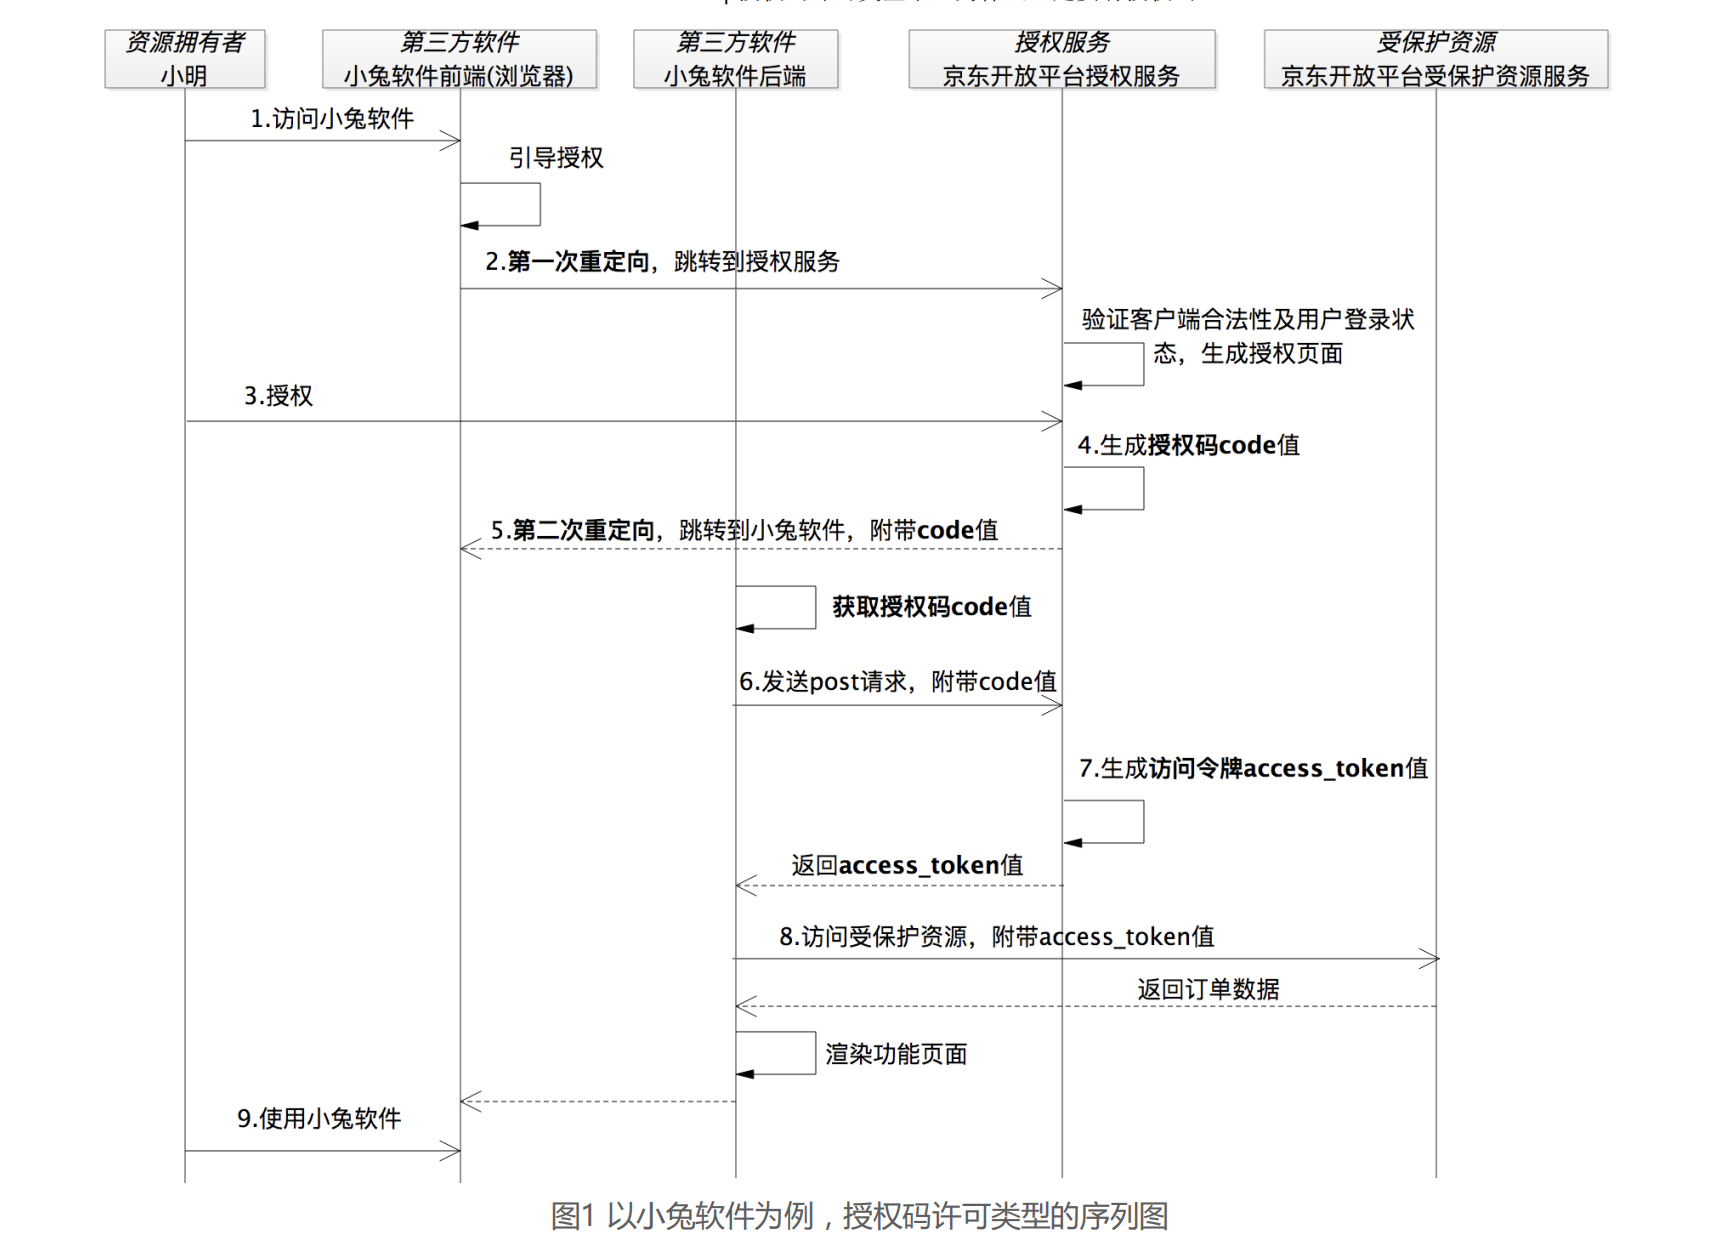 资源拥有者
小明
第三方软件
小兔软件前端(浏览器)
第三方软件
小兔软件后端
授权服务
京东开放平台授权服务
受保护资源
京东开放平台受保护资源服务
1.访问小兔软件
引导授权
2.第一次重定向，跳转到授权服务
验证客户端合法性及用户登录状
态，生成授权页面
3.授权
4.生成授权码code值
5.第二次重定向，跳转到小兔软件，附带code值
获取授权码code值
6.发送post请求，附带code值
7.生成访问令牌access_token值
返回access_token值
8.访问受保护资源，附带access_token值
返回订单数据
渲染功能页面
9.使用小兔软件
图1 以小兔软件为例，授权码许可类型的序列图